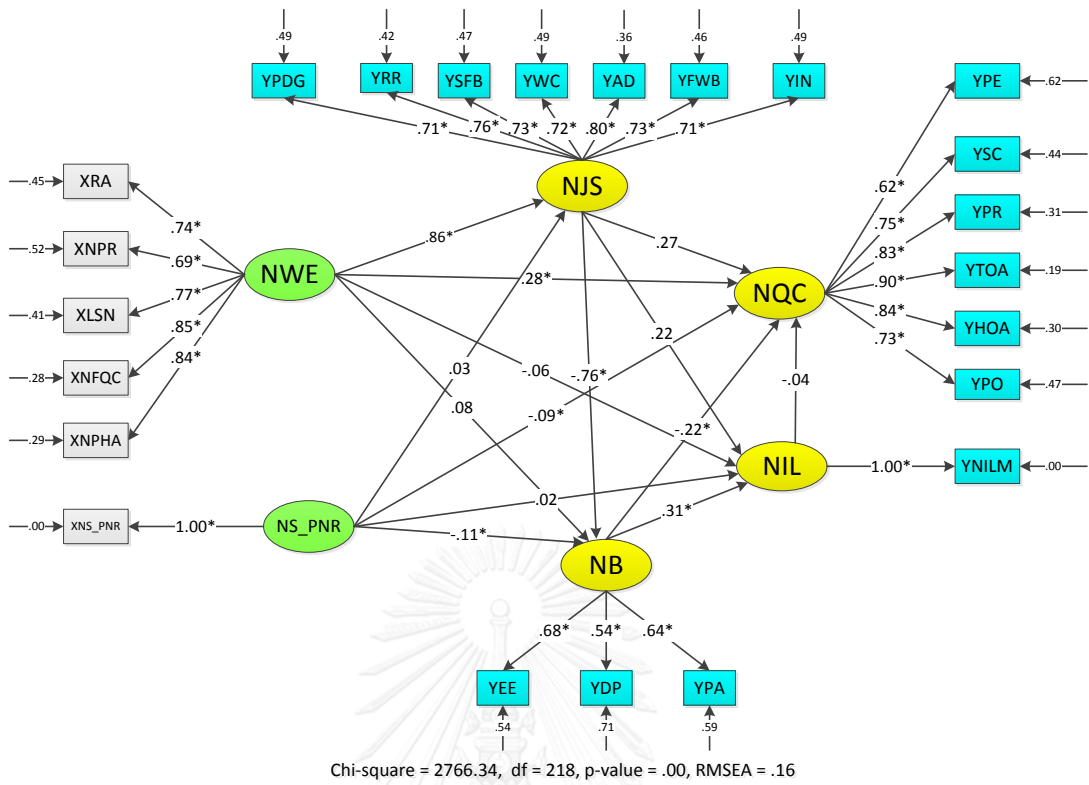 .49 .42 .47 .49 .36 .46 .49
YPDG YRR YSFB YWC YAD YFWB YIN
.71* .76* .73* .72* .80* .73* .71*
NJS
YPE .62
YSC .44
YPR .31
YTOA .19
YHOA .30
YPO .47
.62*
.75*
.83*
.90*
.84*
.73*
.45 XRA
.52 XNPR
.41 XLSN
.28 XNFQC
.29 XNPHA
.74*
.69*
.77*
.85*
.84*
NWE
.86*
.27
.28*
NQC
.03
.22
-.06
-.76*
.08
-.09*
-.04
-.22*
NIL
1.00*
YNILM .00
.00 XNS_PNR 1.00* NS_PNR
.02
.31*
-.11*
NB
.68* .54* .64*
YEE YDP YPA
.54 .71 .59
Chi-square = 2766.34, df = 218, p-value = .00, RMSEA = .16